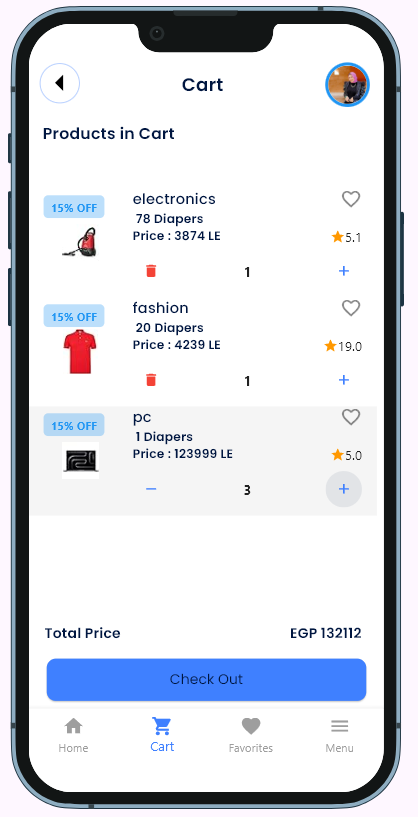 Cart
Products in Cart
15% OFF
electronics
78 Diapers
Price : 3874 LE
5.1
1
+
15% OFF
fashion
20 Diapers
Price : 4239 LE
19.0
1
+
15% OFF
pc
1 Diapers
Price : 123999 LE
5.0
− 3 +
Total Price EGP 132112
Check Out
Home Cart Favorites Menu